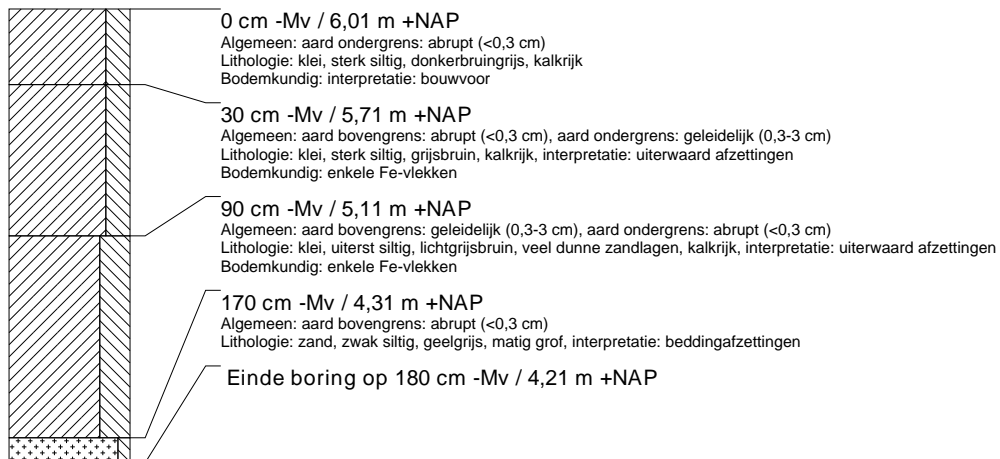 0 cm -Mv / 6,01 m +NAP
Algemeen: aard ondergrens: abrupt (<0,3 cm)
Lithologie: klei, sterk siltig, donkerbruingrijs, kalkrijk
Bodemkundig: interpretatie: bouwvoor
30 cm -Mv / 5,71 m +NAP
Algemeen: aard bovengrens: abrupt (<0,3 cm), aard ondergrens: geleidelijk (0,3-3 cm)
Lithologie: klei, sterk siltig, grijsbruin, kalkrijk, interpretatie: uiterwaard afzettingen
Bodemkundig: enkele Fe-vlekken
90 cm -Mv / 5,11 m +NAP
Algemeen: aard bovengrens: geleidelijk (0,3-3 cm), aard ondergrens: abrupt (<0,3 cm)
Lithologie: klei, uiterst siltig, lichtgrijsbruin, veel dunne zandlagen, kalkrijk, interpretatie: uiterwaard afzettingen
Bodemkundig: enkele Fe-vlekken
170 cm -Mv / 4,31 m +NAP
Algemeen: aard bovengrens: abrupt (<0,3 cm)
Lithologie: zand, zwak siltig, geelgrijs, matig grof, interpretatie: beddingafzettingen
Einde boring op 180 cm -Mv / 4,21 m +NAP